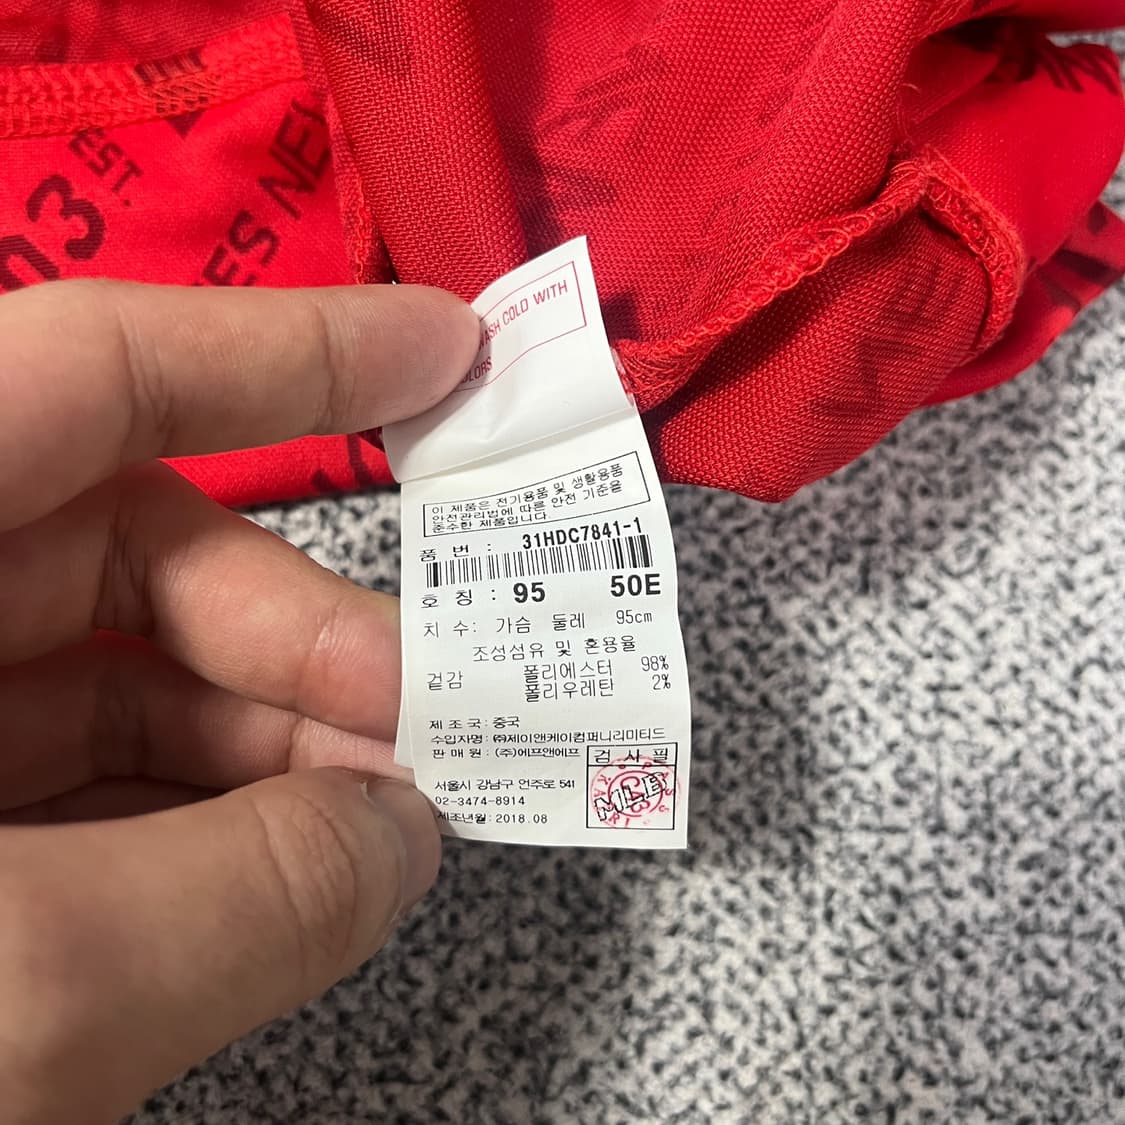 EST.
03
ES NE
WASH COLD WITH
COLORS
이 제품은 전기용품 및 생활용품
안전관리법에 따른 안전 기준을
준수한 제품입니다.
품 번 : 31HDC7841-1
호 칭 : 95 50E
치 수: 가슴 둘레 95cm
조성섬유 및 혼용율
겉감 폴리에스터 98%
폴리우레탄 2%
제 조 국 : 중국
수입자명 : ㈜제이앤케이컴퍼니리미티드
판 매 원 : (주)에프앤에프
검 사 필
MLB
서울시 강남구 언주로 541
02-3474-8914
제조년월 : 2018.08